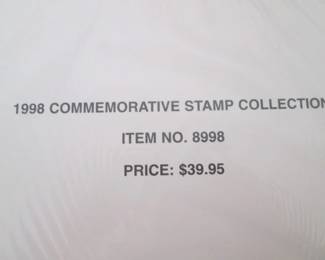 1998 COMMEMORATIVE STAMP COLLECTION
ITEM NO. 8998
PRICE: $39.95